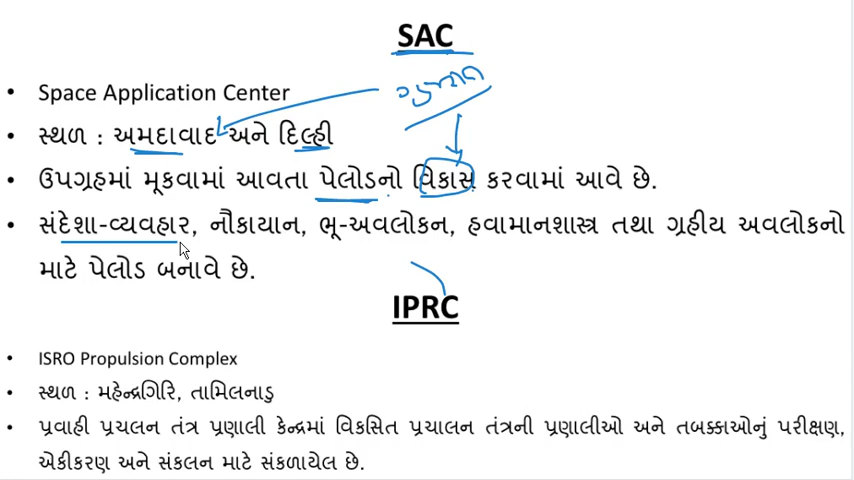 SAC
ગુજરાત
• Space Application Center
• સ્થળ : અમદાવાદ અને દિલ્હી
• ઉપગ્રહમાં મૂકવામાં આવતા પેલોડનો વિકાસ કરવામાં આવે છે.
• સંદેશા-વ્યવહાર, નૌકાયાન, ભૂ-અવલોકન, હવામાનશાસ્ત્ર તથા ગ્રહીય અવલોકનો
માટે પેલોડ બનાવે છે.
IPRC
• ISRO Propulsion Complex
• સ્થળ : મહેન્દ્રગિરિ, તામિલનાડુ
• પ્રવાહી પ્રચલન તંત્ર પ્રણાલી કેન્દ્રમાં વિકસિત પ્રચાલન તંત્રની પ્રણાલીઓ અને તબક્કાઓનું પરીક્ષણ,
એકીકરણ અને સંકલન માટે સંકળાયેલ છે.